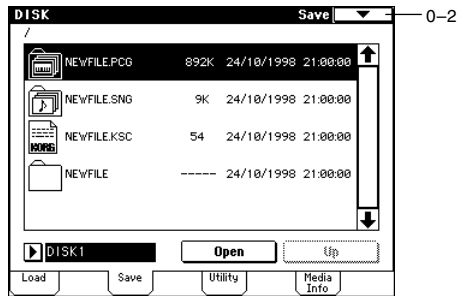 DISK Save 0–2
/
NEWFILE.PCG 892K 24/10/1998 21:00:00
NEWFILE.SNG 9K 24/10/1998 21:00:00
NEWFILE.KSC 54 24/10/1998 21:00:00
KORG
NEWFILE ----- 24/10/1998 21:00:00
DISK1 Open Up
Load Save Utility Media Info